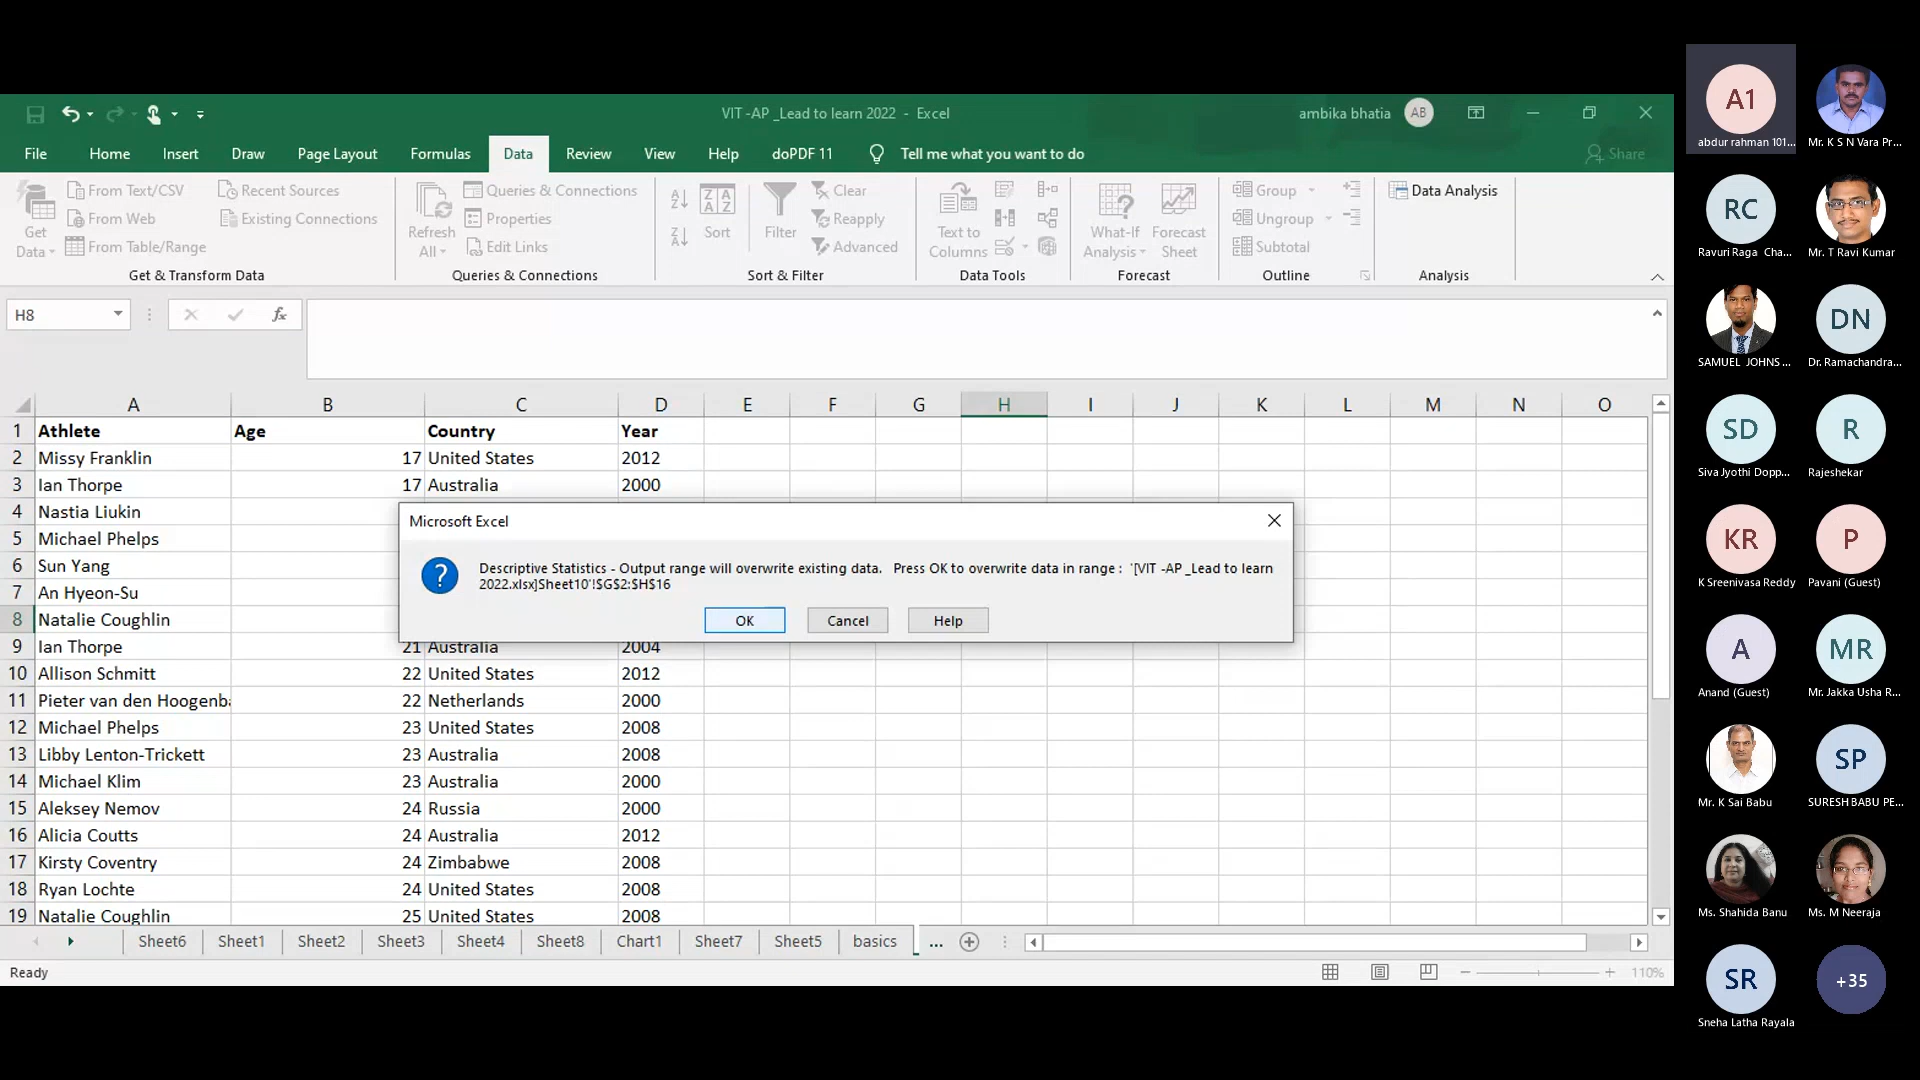 VIT -AP _Lead to learn 2022 - Excel
ambika bhatia AB
File Home Insert Draw Page Layout Formulas Data Review View Help doPDF 11 Tell me what you want to do Share
Get Data
From Text/CSV
From Web
From Table/Range
Recent Sources
Existing Connections
Get & Transform Data
Refresh All
Queries & Connections
Properties
Edit Links
Queries & Connections
Sort
Filter
Clear
Reapply
Advanced
Sort & Filter
Text to Columns
Data Tools
What-If Analysis
Forecast Sheet
Forecast
Group
Ungroup
Subtotal
Outline
Data Analysis
Analysis
H8 fx
A B C D E F G H I J K L M N O
1 Athlete Age Country Year
2 Missy Franklin 17 United States 2012
3 Ian Thorpe 17 Australia 2000
4 Nastia Liukin
5 Michael Phelps
6 Sun Yang
7 An Hyeon-Su
8 Natalie Coughlin
9 Ian Thorpe 21 Australia 2004
10 Allison Schmitt 22 United States 2012
11 Pieter van den Hoogenba 22 Netherlands 2000
12 Michael Phelps 23 United States 2008
13 Libby Lenton-Trickett 23 Australia 2008
14 Michael Klim 23 Australia 2000
15 Aleksey Nemov 24 Russia 2000
16 Alicia Coutts 24 Australia 2012
17 Kirsty Coventry 24 Zimbabwe 2008
18 Ryan Lochte 24 United States 2008
19 Natalie Coughlin 25 United States 2008
Microsoft Excel
Descriptive Statistics - Output range will overwrite existing data. Press OK to overwrite data in range : '[VIT -AP _Lead to learn
2022.xlsx]Sheet10'!$G$2:$H$16
OK Cancel Help
Sheet6 Sheet1 Sheet2 Sheet3 Sheet4 Sheet8 Chart1 Sheet7 Sheet5 basics ...
Ready 110%
A1
abdur rahman 101... Mr. K S N Vara Pr...
RC
Ravuri Raga Cha... Mr. T Ravi Kumar
DN
SAMUEL JOHNS ... Dr. Ramachandra...
SD R
Siva Jyothi Dopp... Rajeshekar
KR P
K Sreenivasa Reddy Pavani (Guest)
A MR
Anand (Guest) Mr. Jakka Usha R...
SP
Mr. K Sai Babu SURESH BABU PE...
Ms. Shahida Banu Ms. M Neeraja
SR +35
Sneha Latha Rayala